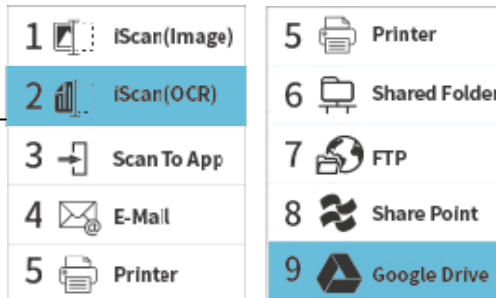 1 iScan(Image)
2 iScan(OCR)
3 Scan To App
4 E-Mail
5 Printer
5 Printer
6 Shared Folder
7 FTP
8 Share Point
9 Google Drive